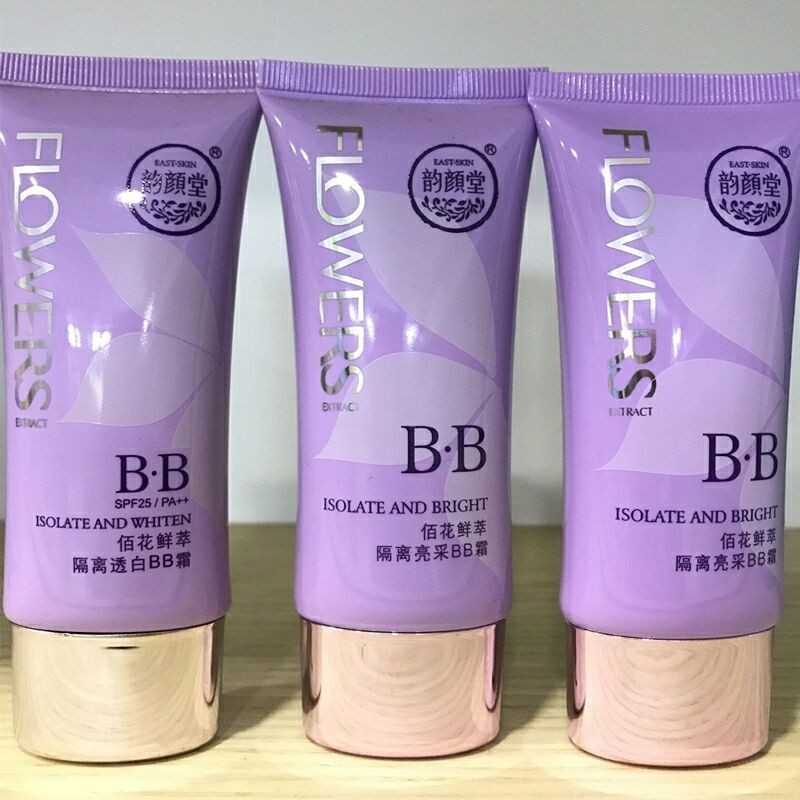 FLOWERS
EXTRACT
EAST-SKIN
韵顔堂
®
B·B
SPF25 / PA++
ISOLATE AND WHITEN
佰花鲜萃
隔离透白BB霜
FLOWERS
EXTRACT
EAST-SKIN
韵顔堂
®
B·B
ISOLATE AND BRIGHT
佰花鲜萃
隔离亮采BB霜
FLOWERS
EXTRACT
EAST-SKIN
韵顔堂
®
B·B
ISOLATE AND BRIGHT
佰花鲜萃
隔离亮采BB霜